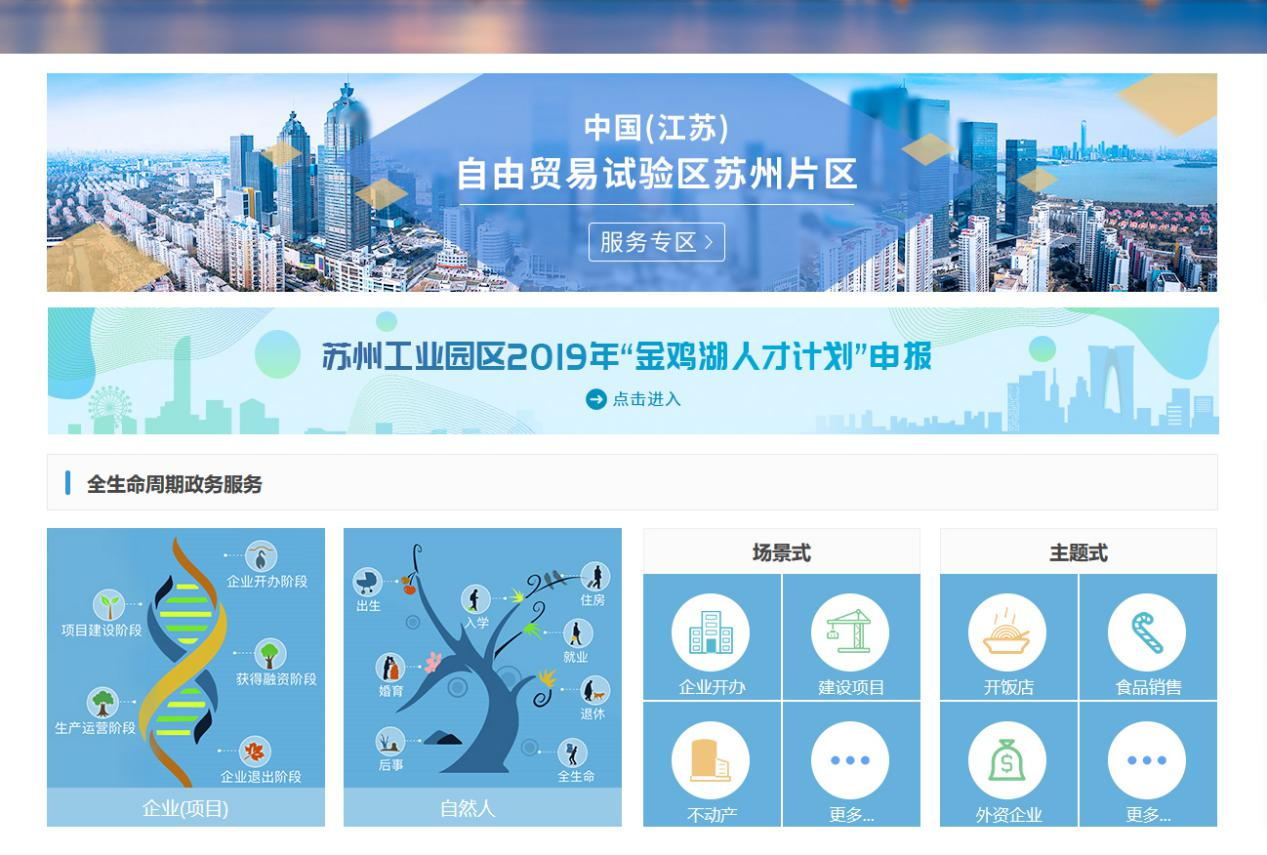 中国(江苏)
自由贸易试验区苏州片区
服务专区
苏州工业园区2019年“金鸡湖人才计划”申报
点击进入
全生命周期政务服务
企业开办阶段
项目建设阶段
获得融资阶段
生产运营阶段
企业退出阶段
企业(项目)
出生
入学
住房
就业
婚育
退休
后事
全生命
自然人
场景式
企业开办
建设项目
不动产
更多...
主题式
开饭店
食品销售
外资企业
更多...